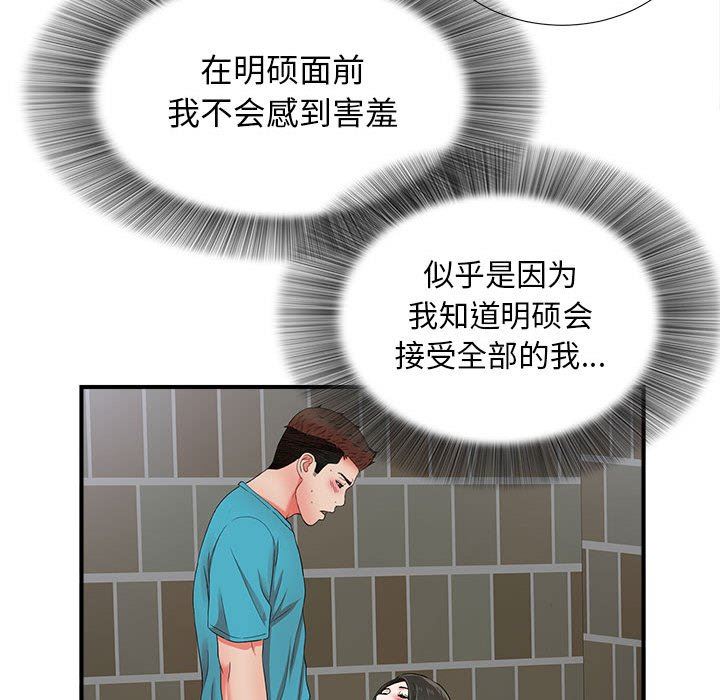 在明硕面前
我不会感到害羞
似乎是因为
我知道明硕会
接受全部的我...